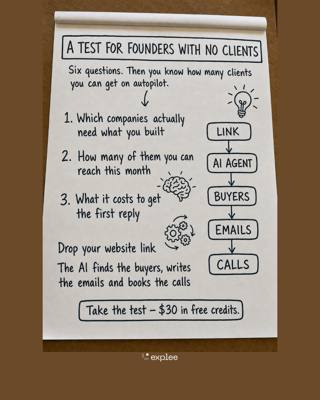 A TEST FOR FOUNDERS WITH NO CLIENTS
Six questions. Then you know how many clients
you can get on autopilot.
1. Which companies actually
need what you built
2. How many of them you can
reach this month
3. What it costs to get
the first reply
Drop your website link
The AI finds the buyers, writes
the emails and books the calls
LINK
AI AGENT
BUYERS
EMAILS
CALLS
Take the test – $30 in free credits.
explee